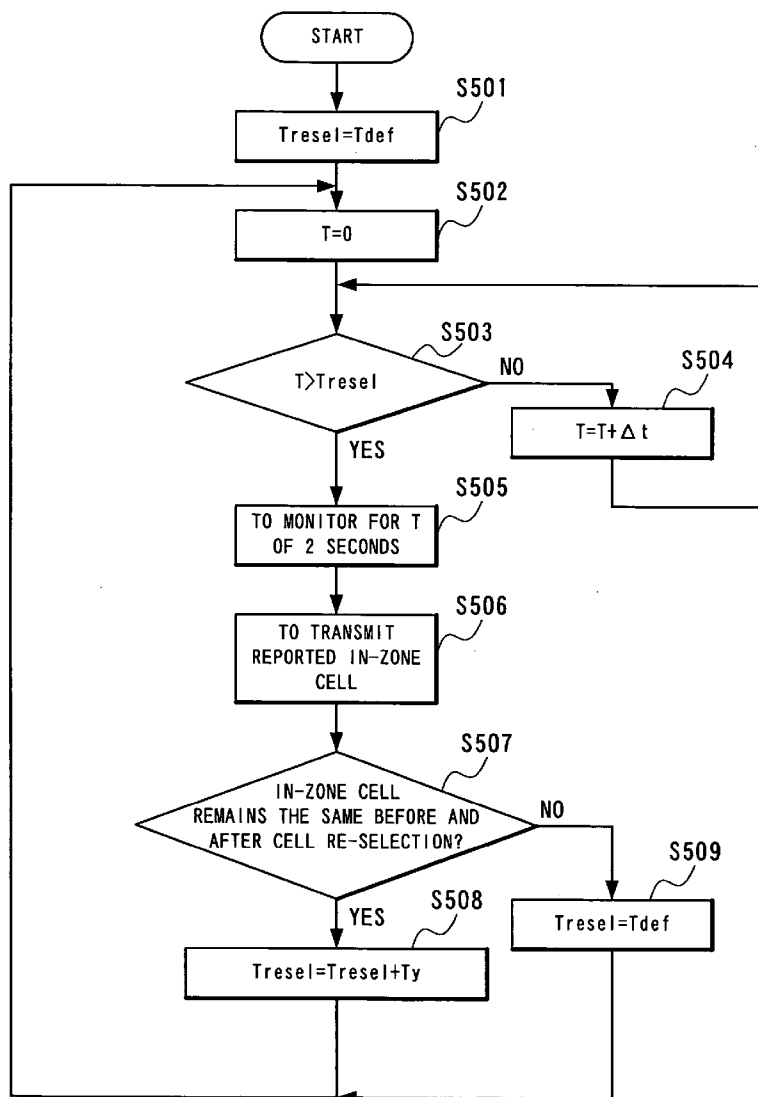 START
S501
Tresel=Tdef
S502
T=0
S503
T>Tresel
NO
S504
T=T+Δt
YES
S505
TO MONITOR FOR T
OF 2 SECONDS
S506
TO TRANSMIT
REPORTED IN-ZONE
CELL
S507
IN-ZONE CELL
REMAINS THE SAME BEFORE AND
AFTER CELL RE-SELECTION?
NO
S509
Tresel=Tdef
YES
S508
Tresel=Tresel+Ty